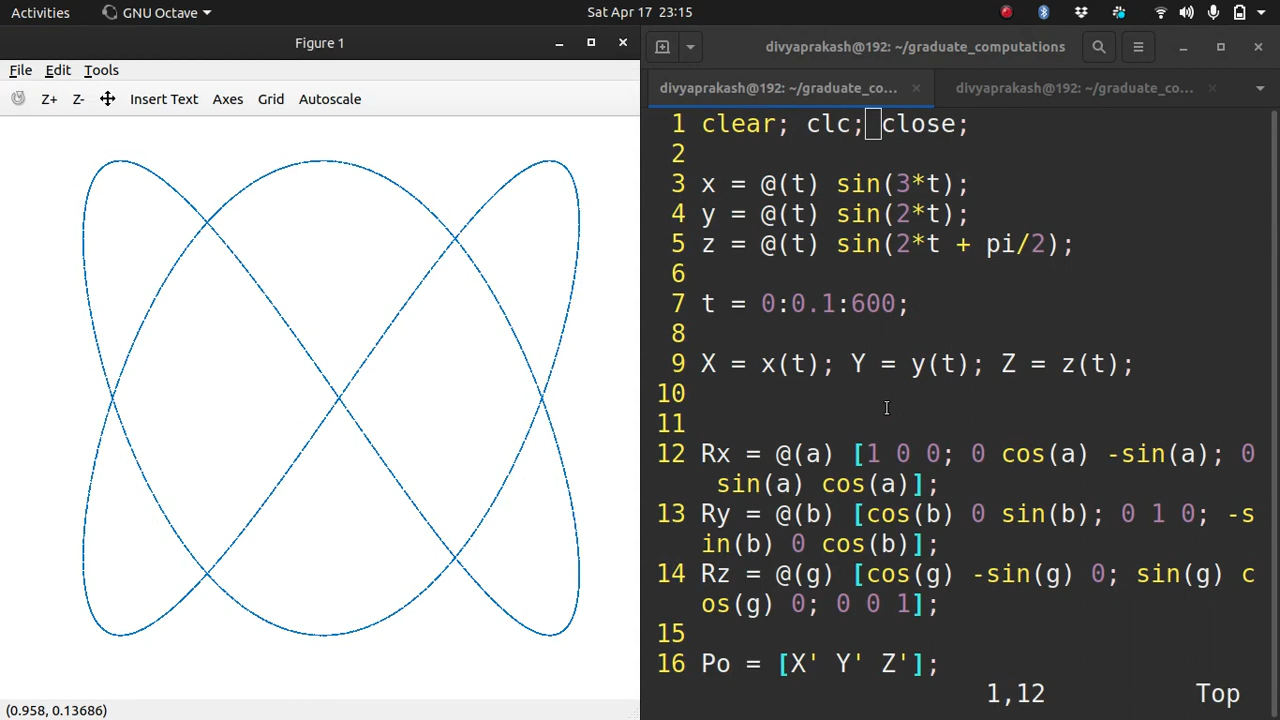 Activities GNU Octave Sat Apr 17 23:15
Figure 1
File Edit Tools
Z+ Z- Insert Text Axes Grid Autoscale
(0.958, 0.13686)
divyaprakash@192: ~/graduate_computations
divyaprakash@192: ~/graduate_co... × divyaprakash@192: ~/graduate_co... ×
1 clear; clc; close;
2
3 x = @(t) sin(3*t);
4 y = @(t) sin(2*t);
5 z = @(t) sin(2*t + pi/2);
6
7 t = 0:0.1:600;
8
9 X = x(t); Y = y(t); Z = z(t);
10
11
12 Rx = @(a) [1 0 0; 0 cos(a) -sin(a); 0
sin(a) cos(a)];
13 Ry = @(b) [cos(b) 0 sin(b); 0 1 0; -s
in(b) 0 cos(b)];
14 Rz = @(g) [cos(g) -sin(g) 0; sin(g) c
os(g) 0; 0 0 1];
15
16 Po = [X' Y' Z'];
1,12 Top